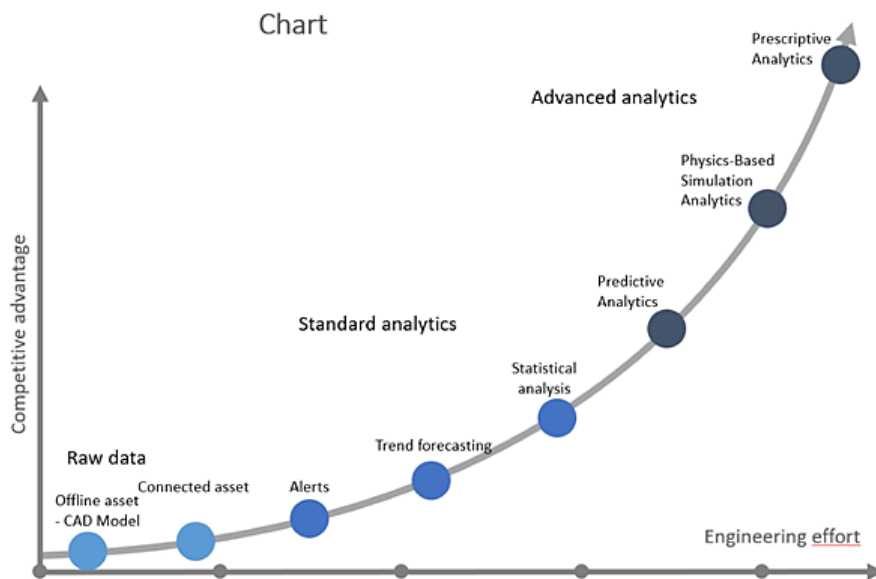 Chart
Prescriptive
Analytics
Advanced analytics
Physics-Based
Simulation
Analytics
Predictive
Analytics
Standard analytics
Statistical
analysis
Trend forecasting
Competitive advantage
Raw data
Connected asset
Alerts
Offline asset
- CAD Model
Engineering effort